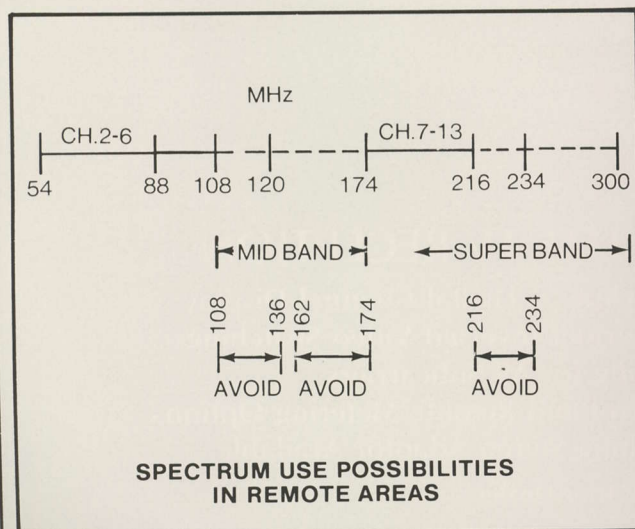 MHz
CH.2-6 CH.7-13
54 88 108 120 174 216 234 300
MID BAND SUPER BAND
108 136 162 174 216 234
AVOID AVOID AVOID
SPECTRUM USE POSSIBILITIES
IN REMOTE AREAS